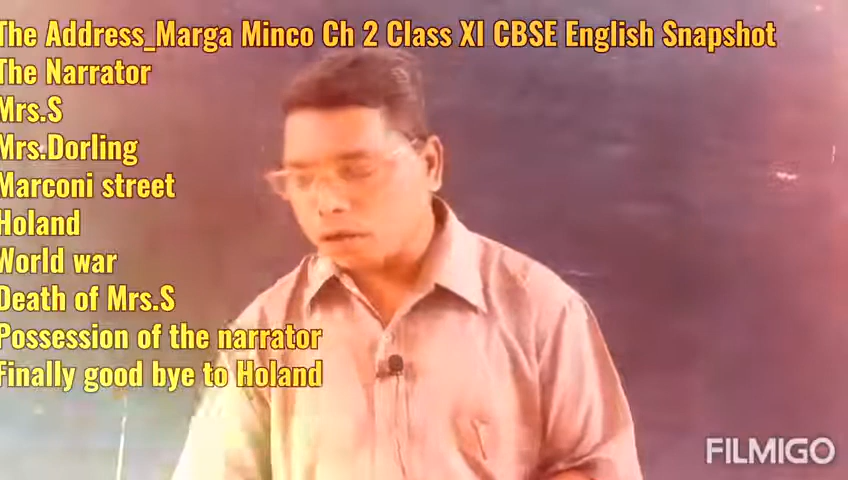 The Address_Marga Minco Ch 2 Class XI CBSE English Snapshot
The Narrator
Mrs.S
Mrs.Dorling
Marconi street
Holand
World war
Death of Mrs.S
Possession of the narrator
Finally good bye to Holand
FILMIGO